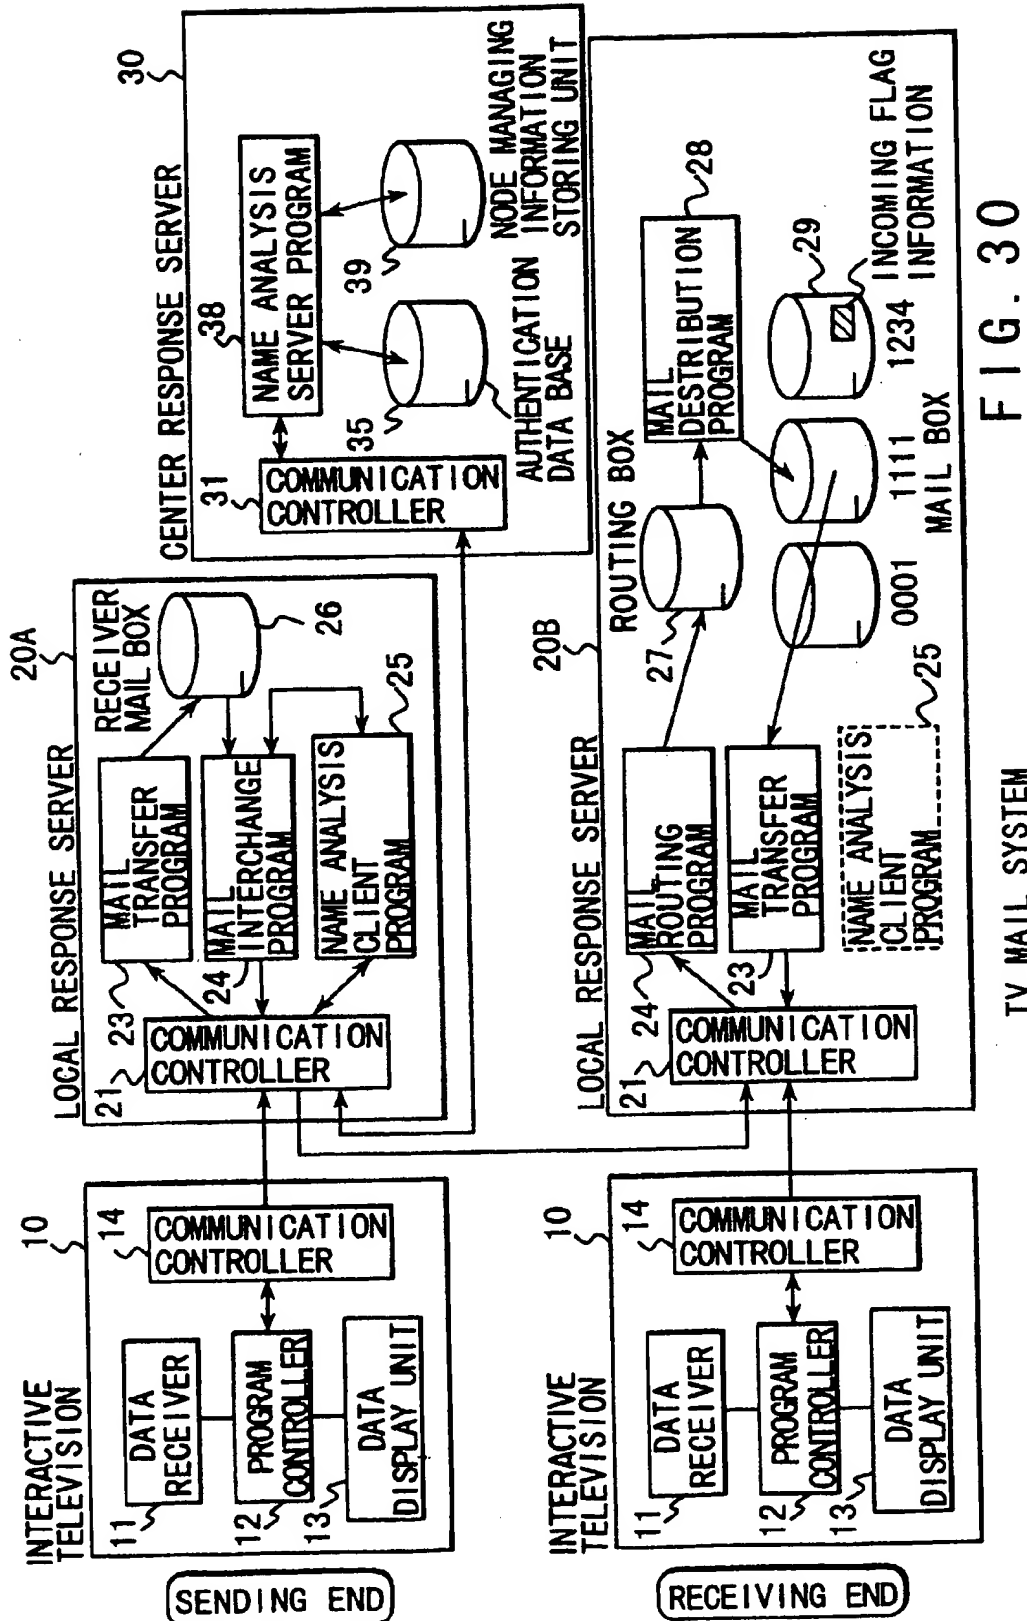 SENDING END
INTERACTIVE
TELEVISION
10
11
DATA
RECEIVER
12
PROGRAM
CONTROLLER
13
DATA
DISPLAY UNIT
14
COMMUNICATION
CONTROLLER
LOCAL RESPONSE SERVER
20A
21
COMMUNICATION
CONTROLLER
23
MAIL
TRANSFER
PROGRAM
24
MAIL
INTERCHANGE
PROGRAM
NAME ANALYSIS
CLIENT
PROGRAM
25
RECEIVER
MAIL BOX
26
CENTER RESPONSE SERVER
30
31
COMMUNICATION
CONTROLLER
38
NAME ANALYSIS
SERVER PROGRAM
35
AUTHENTICATION
DATA BASE
39
NODE MANAGING
INFORMATION
STORING UNIT
RECEIVING END
INTERACTIVE
TELEVISION
10
11
DATA
RECEIVER
12
PROGRAM
CONTROLLER
13
DATA
DISPLAY UNIT
14
COMMUNICATION
CONTROLLER
LOCAL RESPONSE SERVER
20B
21
COMMUNICATION
CONTROLLER
24
MAIL
ROUTING
PROGRAM
23
MAIL
TRANSFER
PROGRAM
NAME ANALYSIS
CLIENT
PROGRAM
25
ROUTING BOX
27
MAIL
DESTRIBUTION
PROGRAM
28
29
0001
1111
1234
MAIL BOX
INCOMING FLAG
INFORMATION
TV MAIL SYSTEM
FIG. 30